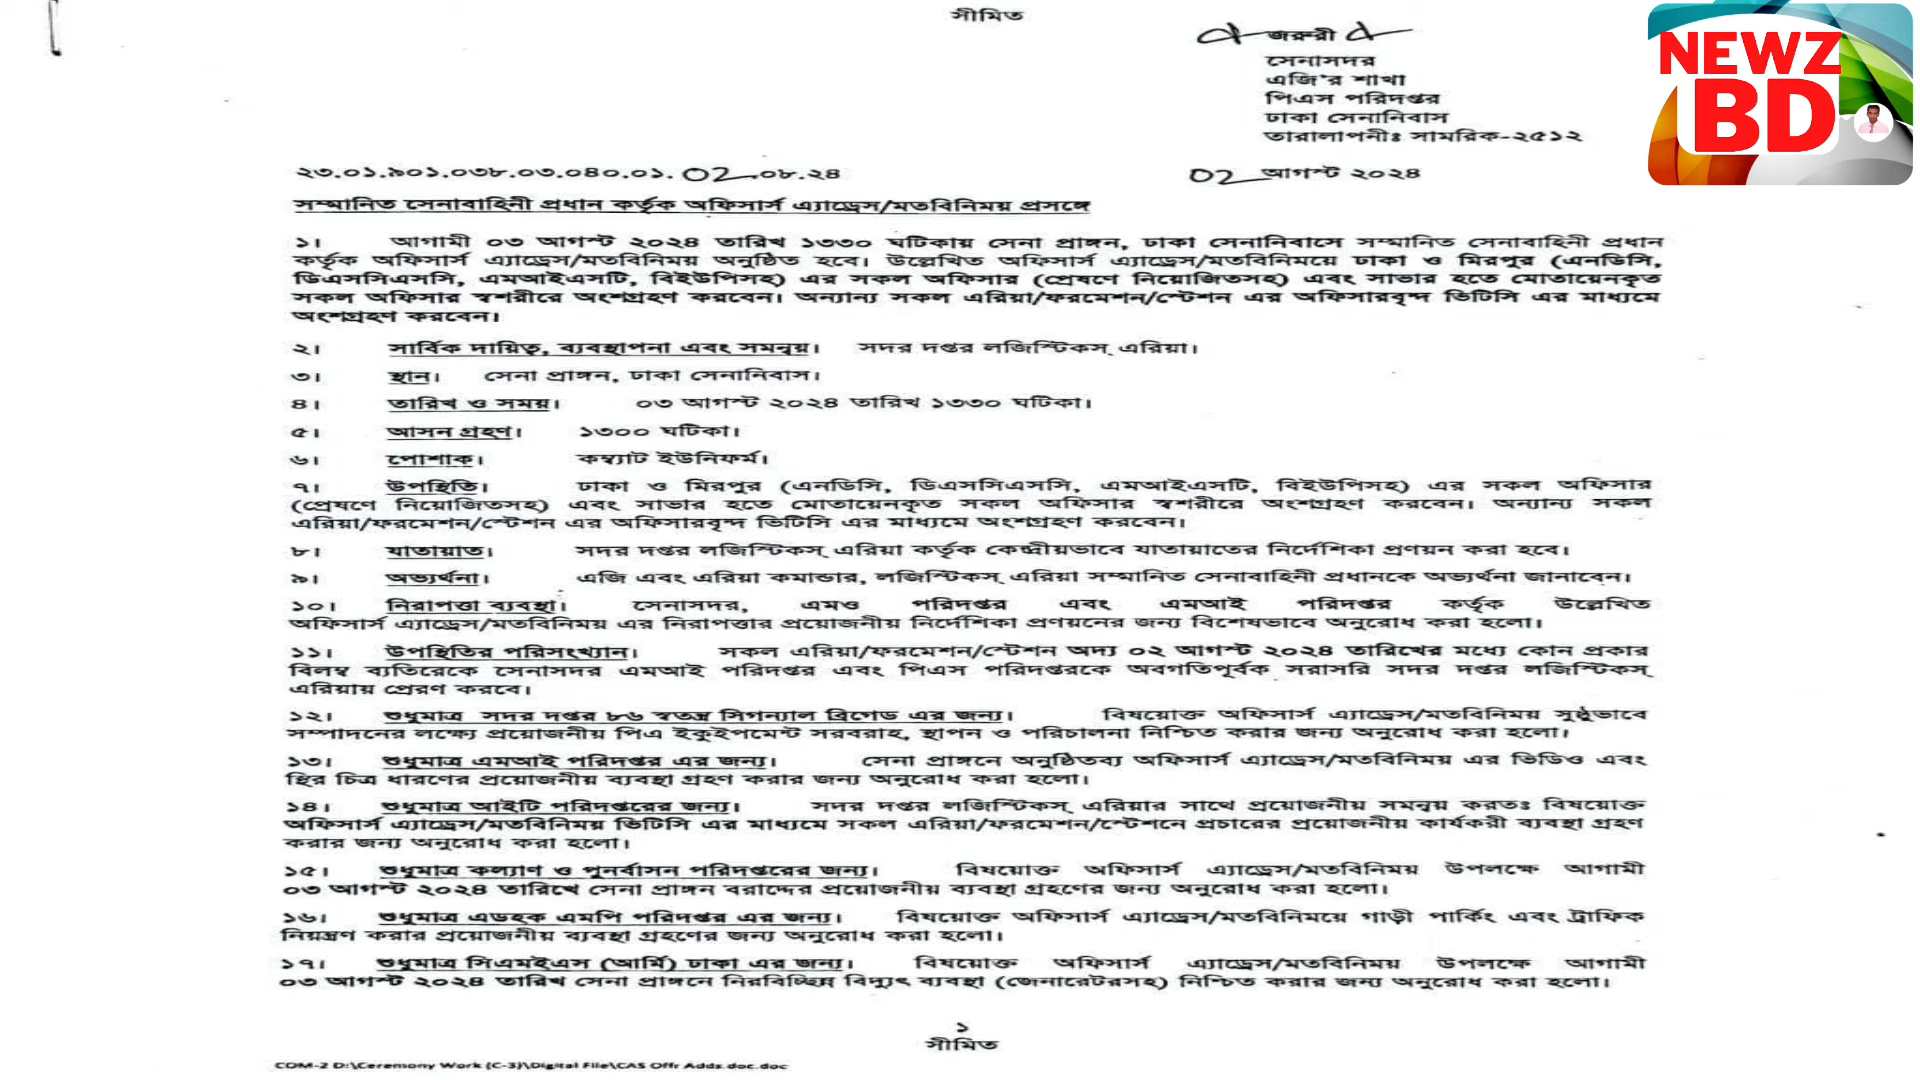 সীমিত
জরুরী
সেনাসদর
এজি'র শাখা
পিএস পরিদপ্তর
ঢাকা সেনানিবাস
তারালাপনীঃ সামরিক-২৫১২
NEWZ
BD
২৩.০১.৯০১.০৩৮.০৩.০৪০.০১.02.০৮.২৪
02 আগস্ট ২০২৪
সম্মানিত সেনাবাহিনী প্রধান কর্তৃক অফিসার্স এ্যাড্রেস/মতবিনিময় প্রসঙ্গে
১। আগামী ০৩ আগস্ট ২০২৪ তারিখ ১৩৩০ ঘটিকায় সেনা প্রাঙ্গন, ঢাকা সেনানিবাসে সম্মানিত সেনাবাহিনী প্রধান
কর্তৃক অফিসার্স এ্যাড্রেস/মতবিনিময় অনুষ্ঠিত হবে। উল্লেখিত অফিসার্স এ্যাড্রেস/মতবিনিময়ে ঢাকা ও মিরপুর (এনডিসি,
ডিএসসিএসসি, এমআইএসটি, বিইউপিসহ) এর সকল অফিসার (প্রেষণে নিয়োজিতসহ) এবং সাভার হতে মোতায়েনকৃত
সকল অফিসার স্বশরীরে অংশগ্রহণ করবেন। অন্যান্য সকল এরিয়া/ফরমেশন/স্টেশন এর অফিসারবৃন্দ ভিটিসি এর মাধ্যমে
অংশগ্রহণ করবেন।
২। সার্বিক দায়িত্ব, ব্যবস্থাপনা এবং সমন্বয়। সদর দপ্তর লজিস্টিকস্ এরিয়া।
৩। স্থান। সেনা প্রাঙ্গন, ঢাকা সেনানিবাস।
৪। তারিখ ও সময়। ০৩ আগস্ট ২০২৪ তারিখ ১৩৩০ ঘটিকা।
৫। আসন গ্রহণ। ১৩০০ ঘটিকা।
৬। পোশাক। কম্ব্যাট ইউনিফর্ম।
৭। উপস্থিতি। ঢাকা ও মিরপুর (এনডিসি, ডিএসসিএসসি, এমআইএসটি, বিইউপিসহ) এর সকল অফিসার
(প্রেষণে নিয়োজিতসহ) এবং সাভার হতে মোতায়েনকৃত সকল অফিসার স্বশরীরে অংশগ্রহণ করবেন। অন্যান্য সকল
এরিয়া/ফরমেশন/স্টেশন এর অফিসারবৃন্দ ভিটিসি এর মাধ্যমে অংশগ্রহণ করবেন।
৮। যাতায়াত। সদর দপ্তর লজিস্টিকস্ এরিয়া কর্তৃক কেন্দ্রীয়ভাবে যাতায়াতের নির্দেশিকা প্রণয়ন করা হবে।
৯। অভ্যর্থনা। এজি এবং এরিয়া কমান্ডার, লজিস্টিকস্ এরিয়া সম্মানিত সেনাবাহিনী প্রধানকে অভ্যর্থনা জানাবেন।
১০। নিরাপত্তা ব্যবস্থা। সেনাসদর, এমও পরিদপ্তর এবং এমআই পরিদপ্তর কর্তৃক উল্লেখিত
অফিসার্স এ্যাড্রেস/মতবিনিময় এর নিরাপত্তার প্রয়োজনীয় নির্দেশিকা প্রণয়নের জন্য বিশেষভাবে অনুরোধ করা হলো।
১১। উপস্থিতির পরিসংখ্যান। সকল এরিয়া/ফরমেশন/স্টেশন অদ্য ০২ আগস্ট ২০২৪ তারিখের মধ্যে কোন প্রকার
বিলম্ব ব্যতিরেকে সেনাসদর এমআই পরিদপ্তর এবং পিএস পরিদপ্তরকে অবগতিপূর্বক সরাসরি সদর দপ্তর লজিস্টিকস্
এরিয়ায় প্রেরণ করবে।
১২। শুধুমাত্র সদর দপ্তর ৮৬ স্বতন্ত্র সিগন্যাল ব্রিগেড এর জন্য। বিষয়োক্ত অফিসার্স এ্যাড্রেস/মতবিনিময় সুষ্ঠুভাবে
সম্পাদনের লক্ষ্যে প্রয়োজনীয় পিএ ইকুইপমেন্ট সরবরাহ, স্থাপন ও পরিচালনা নিশ্চিত করার জন্য অনুরোধ করা হলো।
১৩। শুধুমাত্র এমআই পরিদপ্তর এর জন্য। সেনা প্রাঙ্গনে অনুষ্ঠিতব্য অফিসার্স এ্যাড্রেস/মতবিনিময় এর ভিডিও এবং
স্থির চিত্র ধারণের প্রয়োজনীয় ব্যবস্থা গ্রহণ করার জন্য অনুরোধ করা হলো।
১৪। শুধুমাত্র আইটি পরিদপ্তরের জন্য। সদর দপ্তর লজিস্টিকস্ এরিয়ার সাথে প্রয়োজনীয় সমন্বয় করতঃ বিষয়োক্ত
অফিসার্স এ্যাড্রেস/মতবিনিময় ভিটিসি এর মাধ্যমে সকল এরিয়া/ফরমেশন/স্টেশনে প্রচারের প্রয়োজনীয় কার্যকরী ব্যবস্থা গ্রহণ
করার জন্য অনুরোধ করা হলো।
১৫। শুধুমাত্র কল্যাণ ও পুনর্বাসন পরিদপ্তরের জন্য। বিষয়োক্ত অফিসার্স এ্যাড্রেস/মতবিনিময় উপলক্ষে আগামী
০৩ আগস্ট ২০২৪ তারিখে সেনা প্রাঙ্গন বরাদ্দের প্রয়োজনীয় ব্যবস্থা গ্রহণের জন্য অনুরোধ করা হলো।
১৬। শুধুমাত্র এডহক এমপি পরিদপ্তর এর জন্য। বিষয়োক্ত অফিসার্স এ্যাড্রেস/মতবিনিময়ে গাড়ী পার্কিং এবং ট্রাফিক
নিয়ন্ত্রণ করার প্রয়োজনীয় ব্যবস্থা গ্রহণের জন্য অনুরোধ করা হলো।
১৭। শুধুমাত্র সিএমইএস (আর্মি) ঢাকা এর জন্য। বিষয়োক্ত অফিসার্স এ্যাড্রেস/মতবিনিময় উপলক্ষে আগামী
০৩ আগস্ট ২০২৪ তারিখ সেনা প্রাঙ্গনে নিরবিচ্ছিন্ন বিদ্যুৎ ব্যবস্থা (জেনারেটরসহ) নিশ্চিত করার জন্য অনুরোধ করা হলো।
১
সীমিত
COM-2 D:\Ceremony Work (C-3)\Digital File\CAS Offr Adds.doc.doc